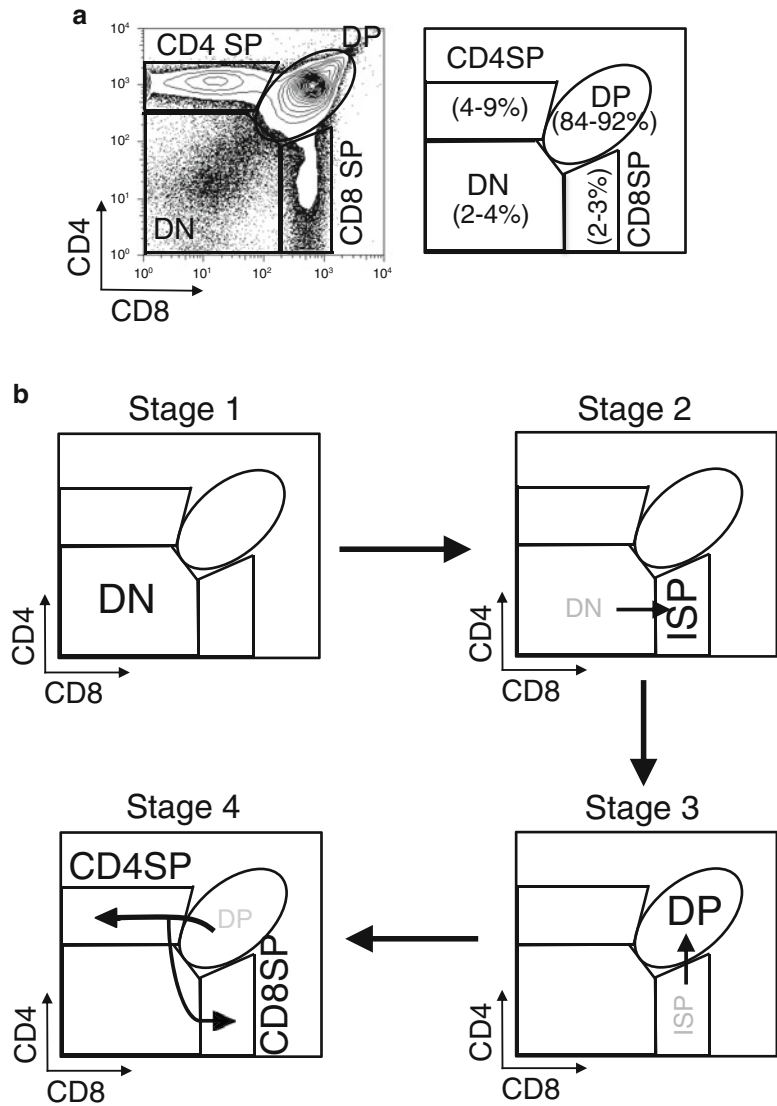 a
10⁴
10³
10²
10¹
10⁰
CD4 SP
DP
DN
CD8 SP
10⁰ 10¹ 10² 10³ 10⁴
CD4
CD8
CD4SP
(4-9%)
DP
(84-92%)
DN
(2-4%)
(2-3%)
CD8SP
b
Stage 1
DN
CD4
CD8
Stage 2
DN
ISP
CD4
CD8
Stage 4
CD4SP
DP
CD8SP
CD4
CD8
Stage 3
DP
ISP
CD4
CD8